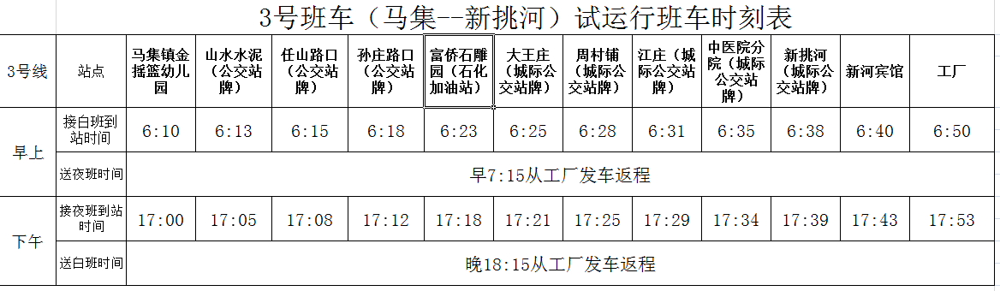 3号班车（马集--新挑河）试运行班车时刻表
3号线
站点
马集镇金
摇篮幼儿
园
山水水泥
（公交站
牌）
任山路口
（公交站
牌）
孙庄路口
（公交站
牌）
富侨石雕
园（石化
加油站）
大王庄
（城际公
交站牌）
周村铺
（城际公
交站牌）
江庄（城
际公交站
牌）
中医院分
院（城际
公交站
牌）
新挑河
（城际公
交站牌）
新河宾馆
工厂
早上
接白班到
站时间
6:10
6:13
6:15
6:18
6:23
6:25
6:28
6:31
6:35
6:38
6:40
6:50
送夜班时间
早7:15从工厂发车返程
下午
接夜班到站
时间
17:00
17:05
17:08
17:12
17:18
17:21
17:25
17:29
17:34
17:39
17:43
17:53
送白班时间
晚18:15从工厂发车返程